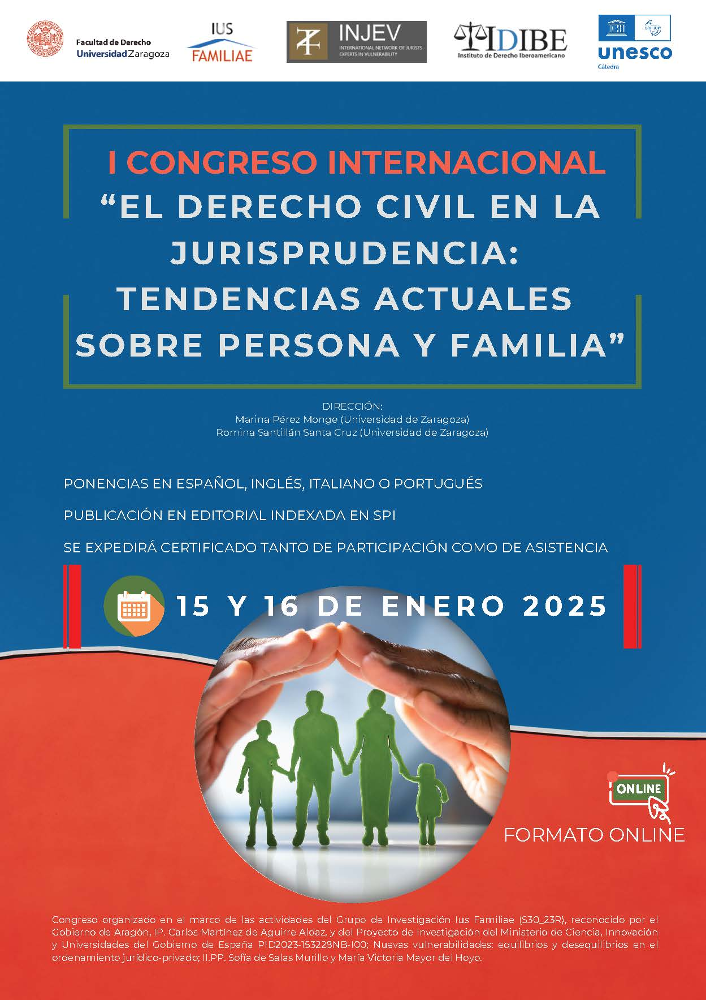 Facultad de Derecho
Universidad Zaragoza
IUS
FAMILIAE
INJEV
INTERNATIONAL NETWORK OF JURISTS
EXPERTS IN VULNERABILITY
IDIBE
Instituto de Derecho Iberoamericano
UNESCO
uni twin
unesco
Cátedra
I CONGRESO INTERNACIONAL
“EL DERECHO CIVIL EN LA
JURISPRUDENCIA:
TENDENCIAS ACTUALES
SOBRE PERSONA Y FAMILIA”
DIRECCIÓN:
Marina Pérez Monge (Universidad de Zaragoza)
Romina Santillán Santa Cruz (Universidad de Zaragoza)
PONENCIAS EN ESPAÑOL, INGLÉS, ITALIANO O PORTUGUÉS
PUBLICACIÓN EN EDITORIAL INDEXADA EN SPI
SE EXPEDIRÁ CERTIFICADO TANTO DE PARTICIPACIÓN COMO DE ASISTENCIA
15 Y 16 DE ENERO 2025
ONLINE
FORMATO ONLINE
Congreso organizado en el marco de las actividades del Grupo de Investigación Ius Familiae (S30_23R), reconocido por el
Gobierno de Aragón, IP. Carlos Martínez de Aguirre Aldaz, y del Proyecto de Investigación del Ministerio de Ciencia, Innovación
y Universidades del Gobierno de España PID2023-153228NB-I00; Nuevas vulnerabilidades: equilibrios y desequilibrios en el
ordenamiento jurídico-privado; II.PP. Sofía de Salas Murillo y María Victoria Mayor del Hoyo.